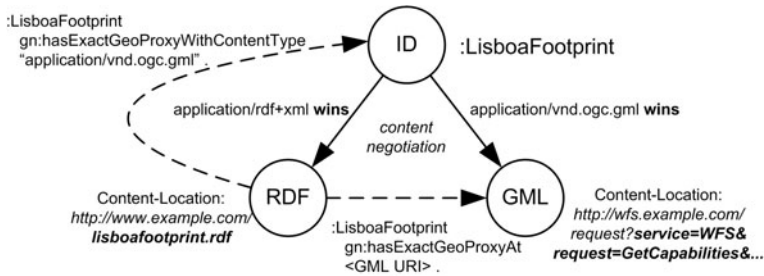 :LisboaFootprint
gn:hasExactGeoProxyWithContentType
"application/vnd.ogc.gml" .
ID
:LisboaFootprint
application/rdf+xml wins
application/vnd.ogc.gml wins
content
negotiation
RDF
GML
Content-Location:
http://www.example.com/
lisboafootprint.rdf
:LisboaFootprint
gn:hasExactGeoProxyAt
<GML URI> .
Content-Location:
http://wfs.example.com/
request?service=WFS&
request=GetCapabilities&...